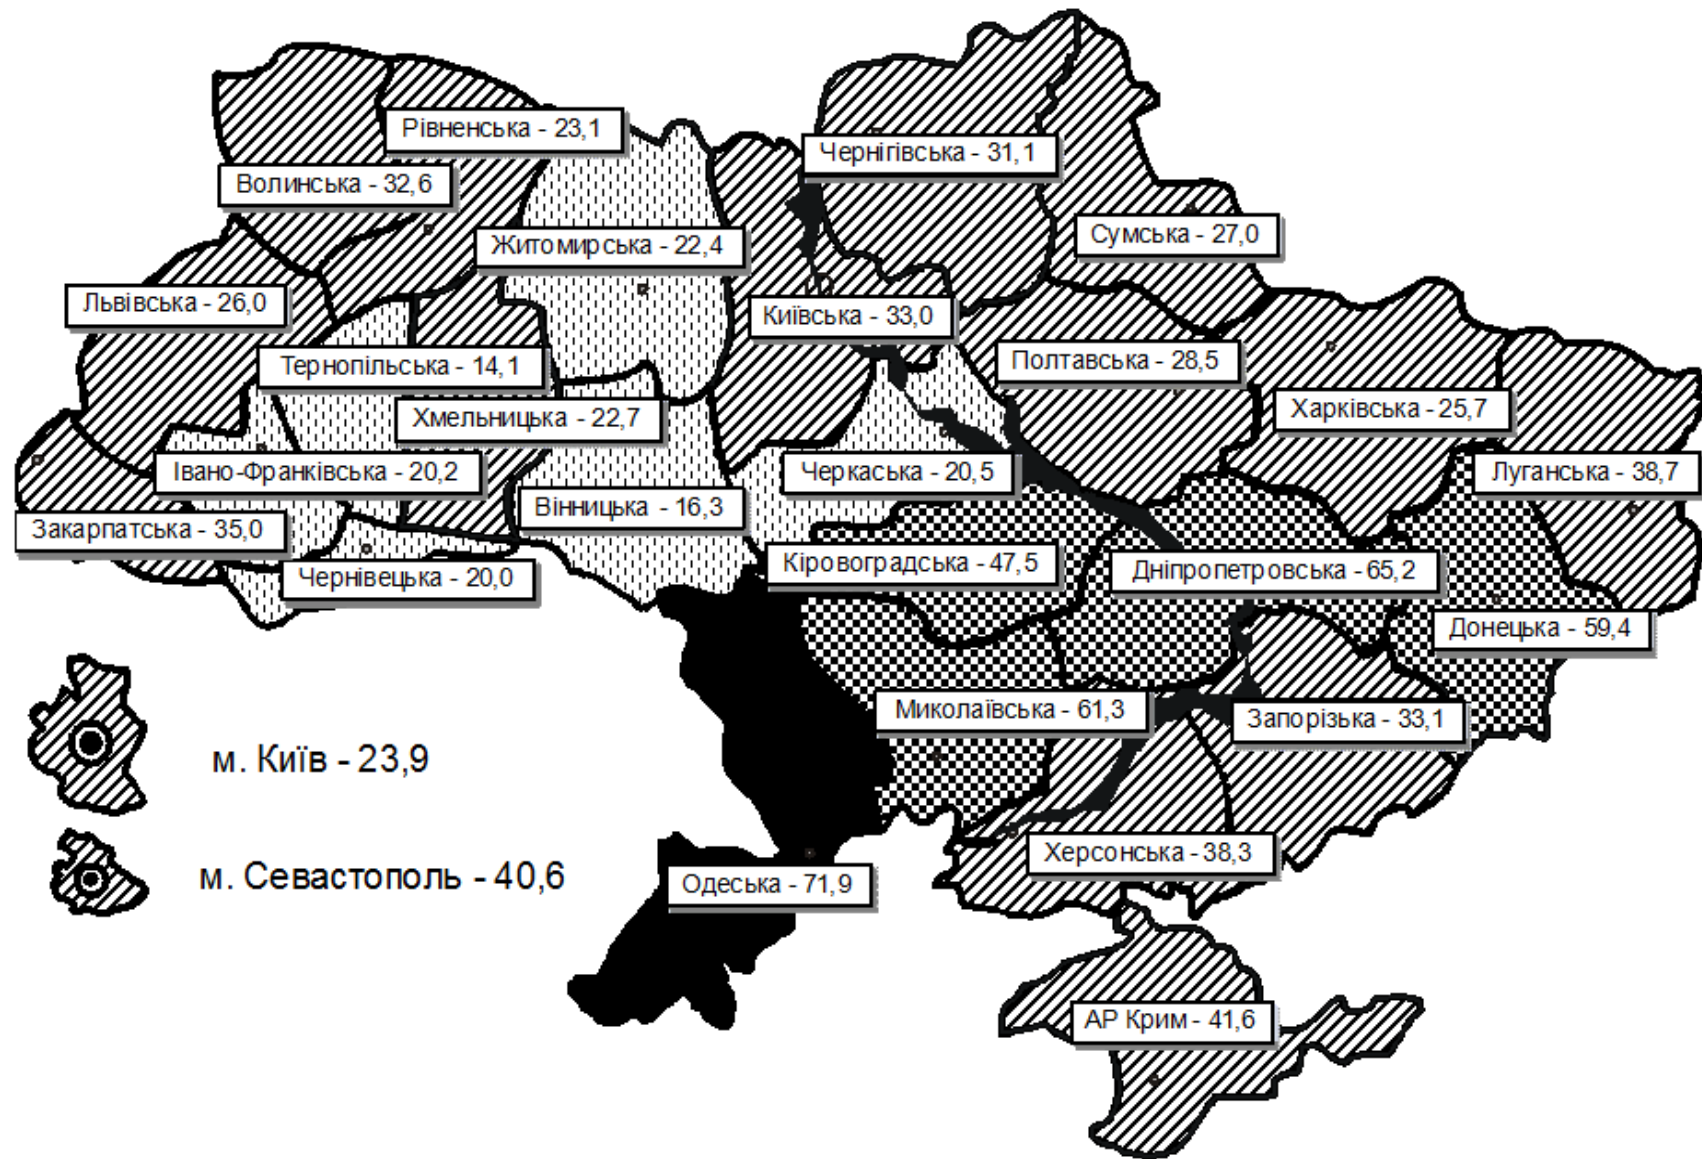 Рівненська - 23,1
Чернігівська - 31,1
Волинська - 32,6
Сумська - 27,0
Житомирська - 22,4
Львівська - 26,0
Київська - 33,0
Тернопільська - 14,1
Полтавська - 28,5
Хмельницька - 22,7
Харківська - 25,7
Івано-Франківська - 20,2
Черкаська - 20,5
Луганська - 38,7
Вінницька - 16,3
Закарпатська - 35,0
Кіровоградська - 47,5
Дніпропетровська - 65,2
Чернівецька - 20,0
Донецька - 59,4
Миколаївська - 61,3
Запорізька - 33,1
м. Київ - 23,9
Херсонська - 38,3
м. Севастополь - 40,6
Одеська - 71,9
АР Крим - 41,6